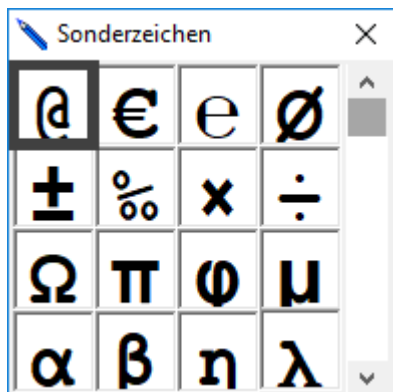 Sonderzeichen
@ € ℮ Ø
± ‰ × ÷
Ω π φ µ
α β η λ